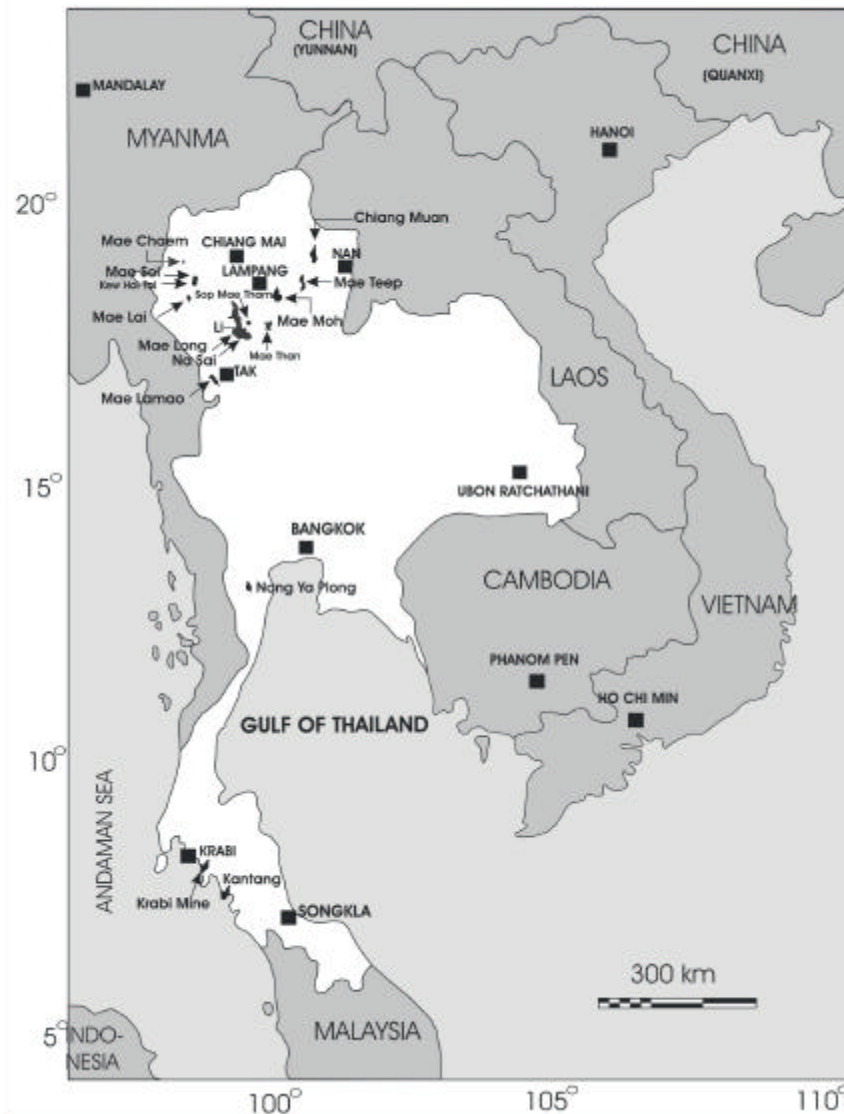 CHINA
(YUNNAN)
CHINA
(QUANXI)
MANDALAY
MYANMA
HANOI
20°
Chiang Muan
Mae Chaem
CHIANG MAI
NAN
Mae Soi
LAMPANG
Mae Teep
Sop Mae Tham
Mae Lai
Li
Mae Moh
Mae Long
Mae Than
Na Sai
TAK
Mae Lamao
LAOS
15°
UBON RATCHATHANI
BANGKOK
Nong Ya Plong
CAMBODIA
VIETNAM
PHANOM PEN
HO CHI MIN
GULF OF THAILAND
10°
ANDAMAN SEA
KRABI
Kantang
Krabi Mine
SONGKLA
300 km
5°
INDO-
NESIA
MALAYSIA
100°
105°
110°